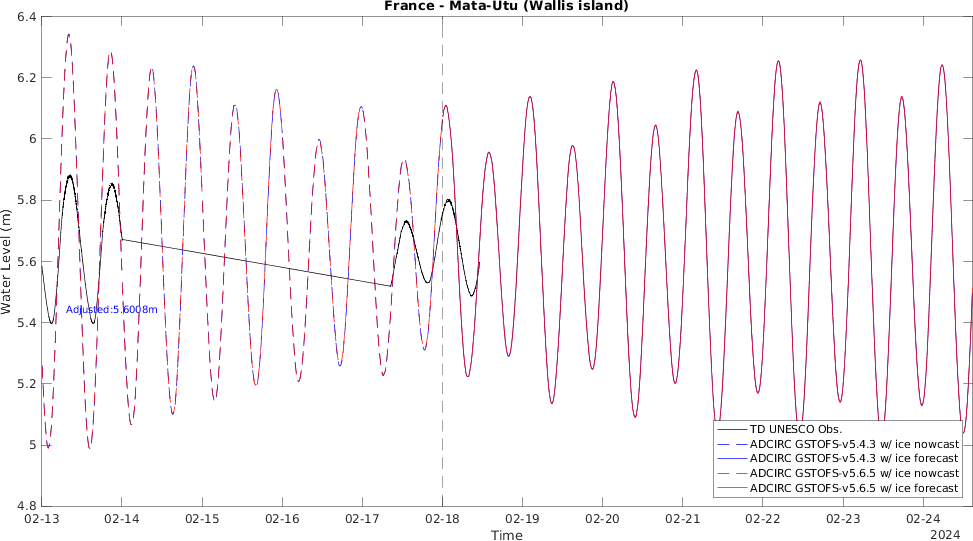 France - Mata-Utu (Wallis island)
6.4
6.2
6
5.8
5.6
5.4
5.2
5
4.8
Water Level (m)
Adjusted:5.6008m
TD UNESCO Obs.
ADCIRC GSTOFS-v5.4.3 w/ ice nowcast
ADCIRC GSTOFS-v5.4.3 w/ ice forecast
ADCIRC GSTOFS-v5.6.5 w/ ice nowcast
ADCIRC GSTOFS-v5.6.5 w/ ice forecast
02-13 02-14 02-15 02-16 02-17 02-18 02-19 02-20 02-21 02-22 02-23 02-24
Time
2024